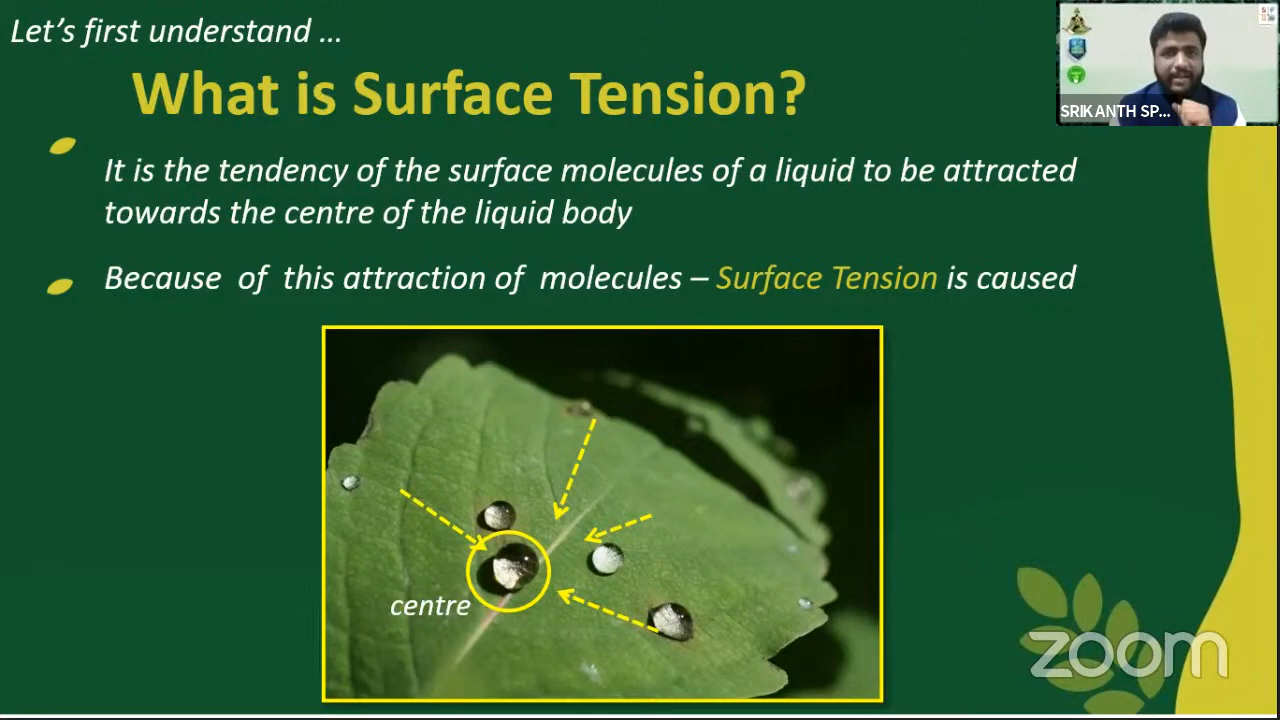 Let's first understand ...
What is Surface Tension?
It is the tendency of the surface molecules of a liquid to be attracted
towards the centre of the liquid body
Because of this attraction of molecules – Surface Tension is caused
centre
SRIKANTH SP...
zoom